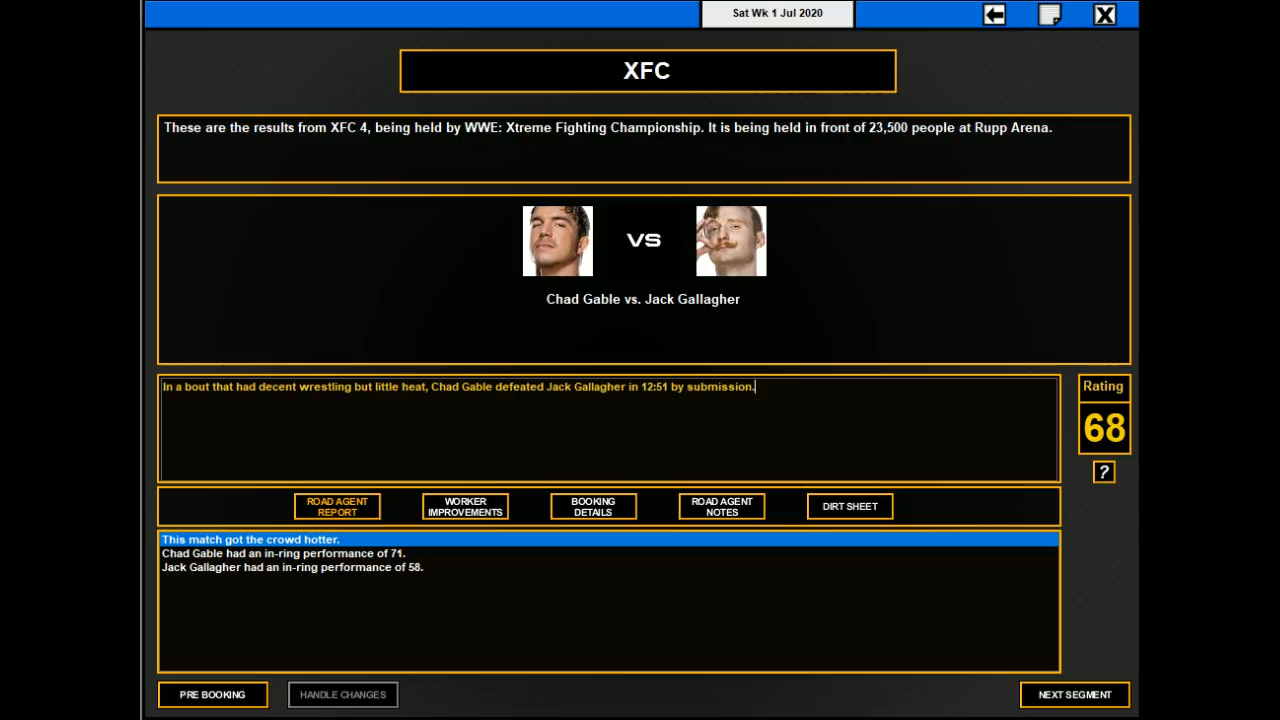 Sat Wk 1 Jul 2020
XFC
These are the results from XFC 4, being held by WWE: Xtreme Fighting Championship. It is being held in front of 23,500 people at Rupp Arena.
VS
Chad Gable vs. Jack Gallagher
In a bout that had decent wrestling but little heat, Chad Gable defeated Jack Gallagher in 12:51 by submission.
Rating
68
?
ROAD AGENT
REPORT
WORKER
IMPROVEMENTS
BOOKING
DETAILS
ROAD AGENT
NOTES
DIRT SHEET
This match got the crowd hotter.
Chad Gable had an in-ring performance of 71.
Jack Gallagher had an in-ring performance of 58.
PRE BOOKING
HANDLE CHANGES
NEXT SEGMENT